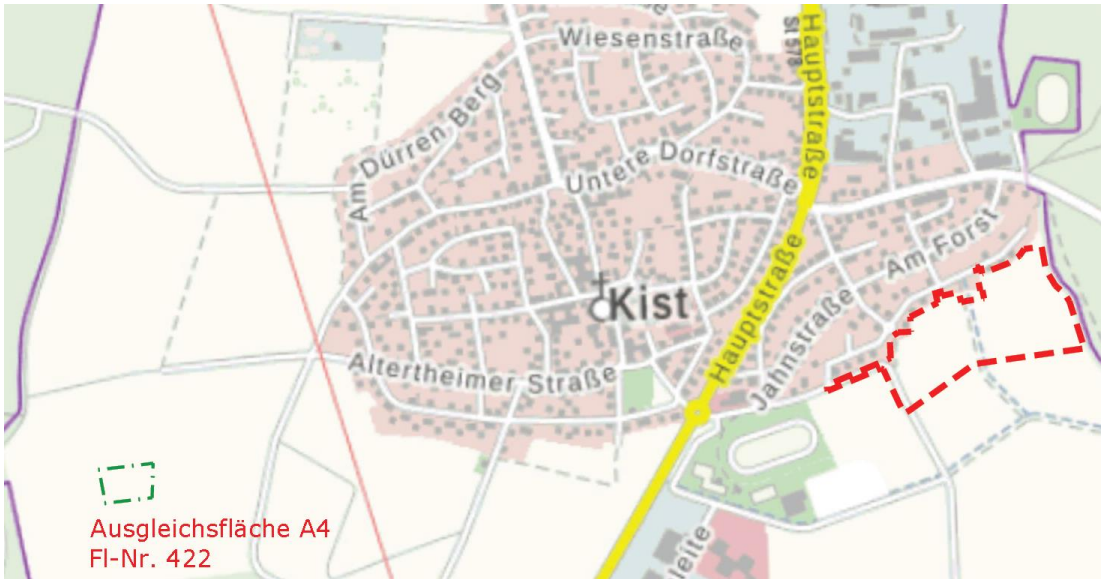 Wiesenstraße
St 578
Hauptstraße
Am Dürren Berg
Untere Dorfstraße
Am Forst
Kist
Hauptstraße
Jahnstraße
Altertheimer Straße
leite
Ausgleichsfläche A4
Fl-Nr. 422